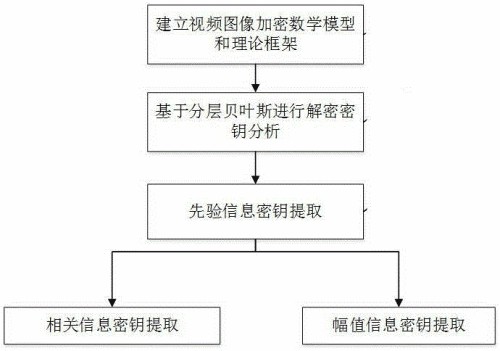 建立视频图像加密数学模型
和理论框架
基于分层贝叶斯进行解密密
钥分析
先验信息密钥提取
相关信息密钥提取
幅值信息密钥提取